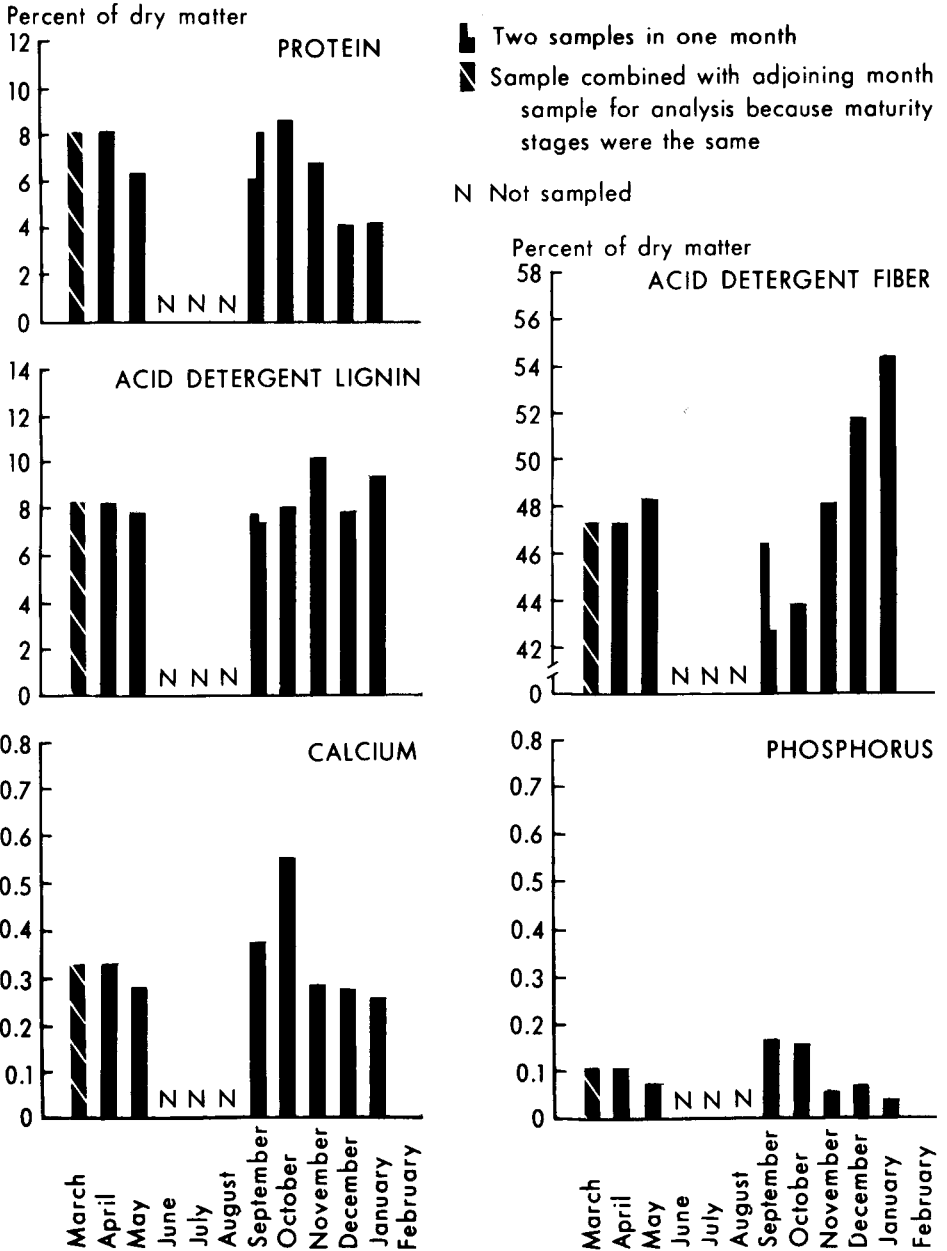 Percent of dry matter
PROTEIN
12
10
8
6
4
2
0
N N N
Two samples in one month
Sample combined with adjoining month
sample for analysis because maturity
stages were the same
N Not sampled
ACID DETERGENT LIGNIN
14
12
10
8
6
4
2
0
N N N
Percent of dry matter
ACID DETERGENT FIBER
58
56
54
52
50
48
46
44
42
0
N N N
CALCIUM
0.8
0.7
0.6
0.5
0.4
0.3
0.2
0.1
0
N N N
March
April
May
June
July
August
September
October
November
December
January
February
PHOSPHORUS
0.8
0.7
0.6
0.5
0.4
0.3
0.2
0.1
0
N N N
March
April
May
June
July
August
September
October
November
December
January
February